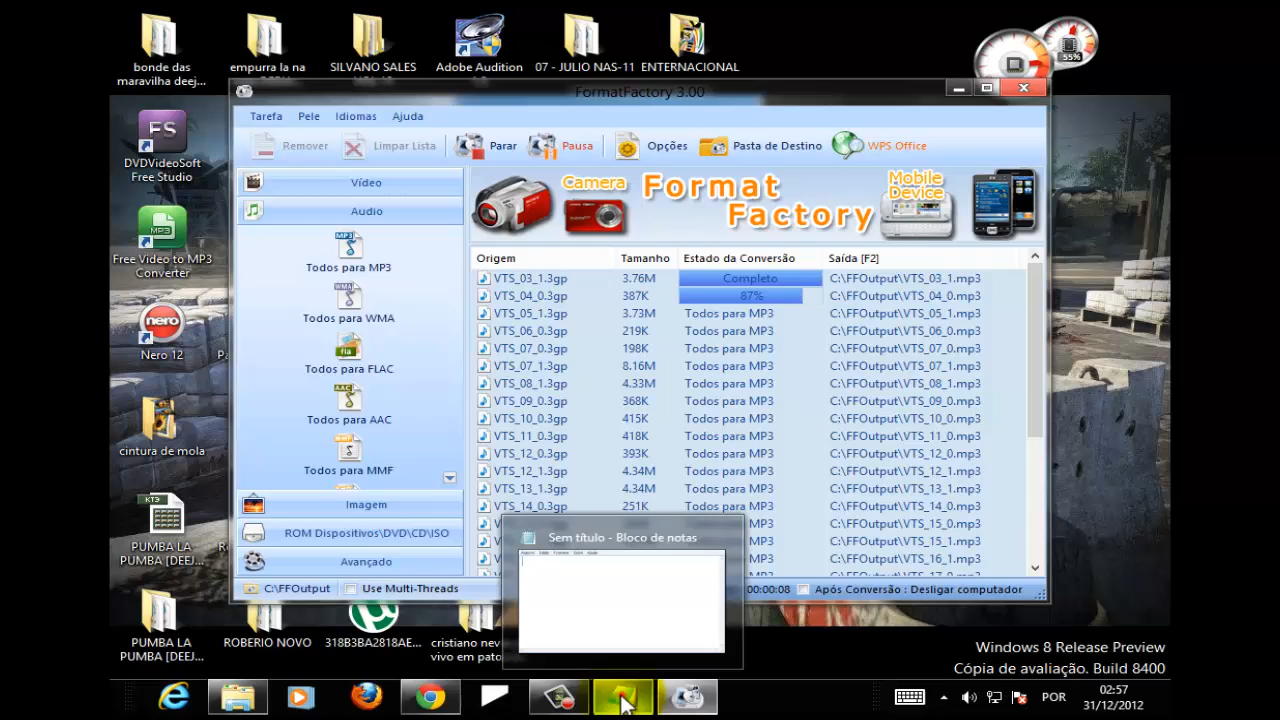 bonde das
maravilha deej...
empurra la na
SILVANO SALES
Adobe Audition
07 - JULIO NAS-11
ENTERNACIONAL
55%
FormatFactory 3.00
Tarefa Pele Idiomas Ajuda
Remover Limpar Lista Parar Pausa Opções Pasta de Destino WPS Office
FS
DVDVideoSoft
Free Studio
MP3
Free Video to MP3
Converter
nero
Nero 12
cintura de mola
KTЭ
PUMBA LA
PUMBA [DEEJ...
PUMBA LA
PUMBA [DEEJ...
ROBERIO NOVO
318B3BA2818AE...
cristiano nev
vivo em pato
Vídeo
Audio
MP3
Todos para MP3
WMA
Todos para WMA
fla
Todos para FLAC
AAC
Todos para AAC
Todos para MMF
Imagem
ROM Dispositivos\DVD\CD\ISO
Avançado
Camera
Format
Factory
Mobile
Device
Origem Tamanho Estado da Conversão Saída [F2]
VTS_03_1.3gp 3.76M Completo C:\FFOutput\VTS_03_1.mp3
VTS_04_0.3gp 387K 87% C:\FFOutput\VTS_04_0.mp3
VTS_05_1.3gp 3.73M Todos para MP3 C:\FFOutput\VTS_05_1.mp3
VTS_06_0.3gp 219K Todos para MP3 C:\FFOutput\VTS_06_0.mp3
VTS_07_0.3gp 198K Todos para MP3 C:\FFOutput\VTS_07_0.mp3
VTS_07_1.3gp 8.16M Todos para MP3 C:\FFOutput\VTS_07_1.mp3
VTS_08_1.3gp 4.33M Todos para MP3 C:\FFOutput\VTS_08_1.mp3
VTS_09_0.3gp 368K Todos para MP3 C:\FFOutput\VTS_09_0.mp3
VTS_10_0.3gp 415K Todos para MP3 C:\FFOutput\VTS_10_0.mp3
VTS_11_0.3gp 418K Todos para MP3 C:\FFOutput\VTS_11_0.mp3
VTS_12_0.3gp 393K Todos para MP3 C:\FFOutput\VTS_12_0.mp3
VTS_12_1.3gp 4.34M Todos para MP3 C:\FFOutput\VTS_12_1.mp3
VTS_13_1.3gp 4.34M Todos para MP3 C:\FFOutput\VTS_13_1.mp3
VTS_14_0.3gp 251K Todos para MP3 C:\FFOutput\VTS_14_0.mp3
C:\FFOutput\VTS_15_0.mp3
C:\FFOutput\VTS_15_1.mp3
C:\FFOutput\VTS_16_1.mp3
Sem título - Bloco de notas
C:\FFOutput Use Multi-Threads
00:00:08 Após Conversão : Desligar computador
Windows 8 Release Preview
Cópia de avaliação. Build 8400
POR
02:57
31/12/2012